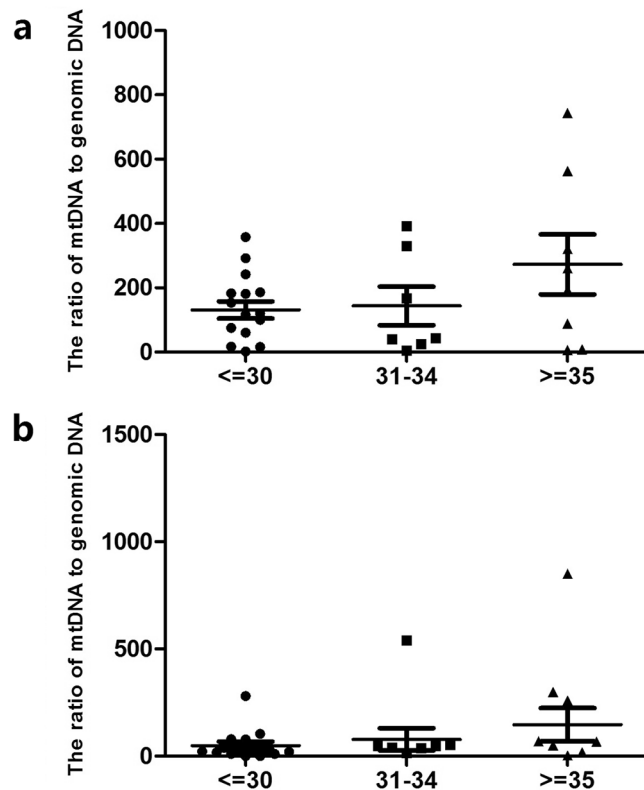 a
The ratio of mtDNA to genomic DNA
1000
800
600
400
200
0
<=30 31-34 >=35
b
The ratio of mtDNA to genomic DNA
1500
1000
500
0
<=30 31-34 >=35